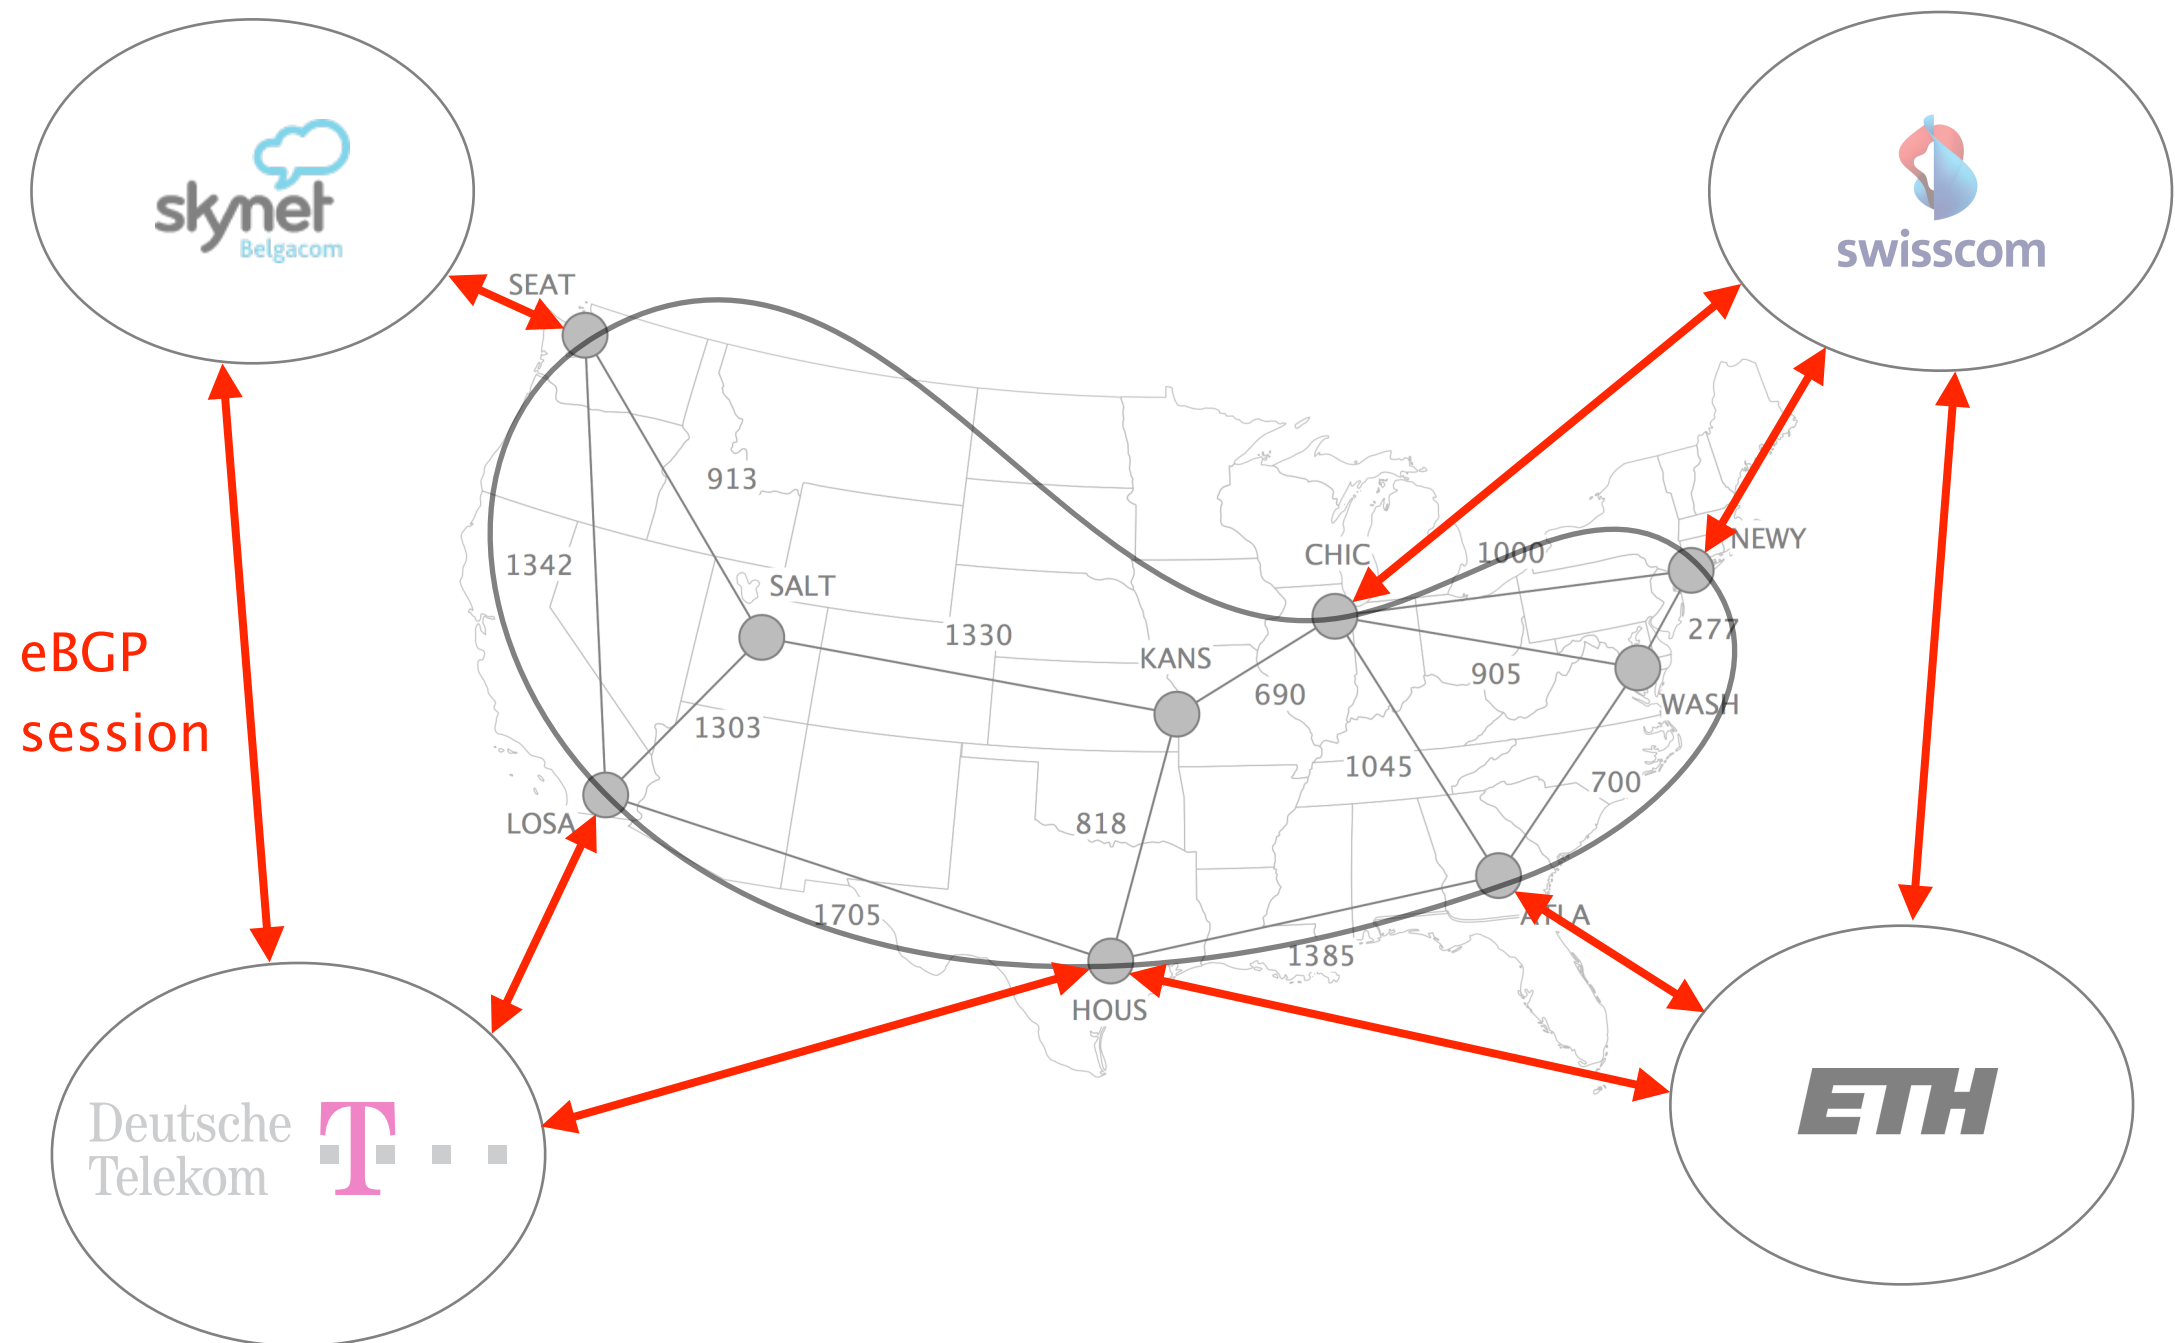 skynet
Belgacom
swisscom
SEAT
913
1342
SALT
1330
CHIC
1000
NEWY
277
KANS
690
905
WASH
eBGP
session
1303
1045
700
LOSA
818
1705
ATLA
1385
HOUS
Deutsche
Telekom
T
ETH